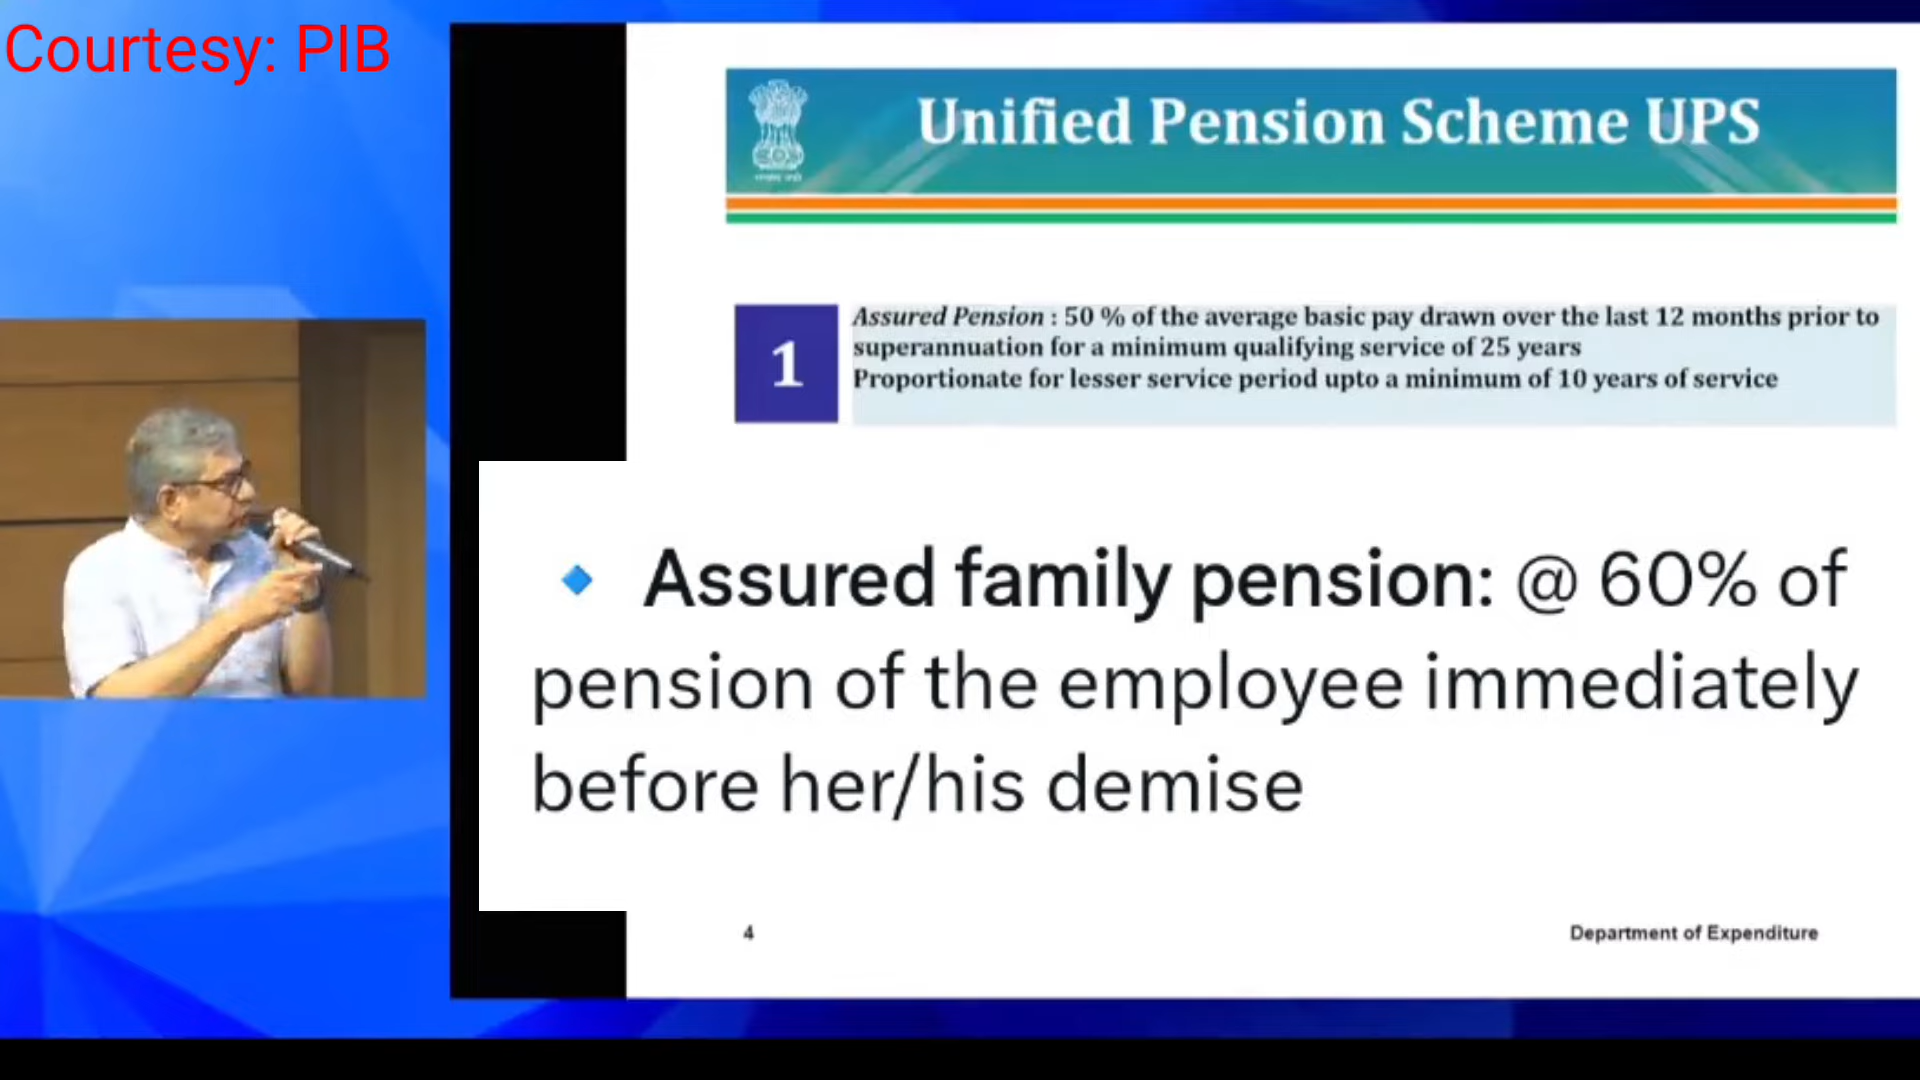 Courtesy: PIB
Unified Pension Scheme UPS
1
Assured Pension : 50 % of the average basic pay drawn over the last 12 months prior to
superannuation for a minimum qualifying service of 25 years
Proportionate for lesser service period upto a minimum of 10 years of service
Assured family pension: @ 60% of
pension of the employee immediately
before her/his demise
4
Department of Expenditure